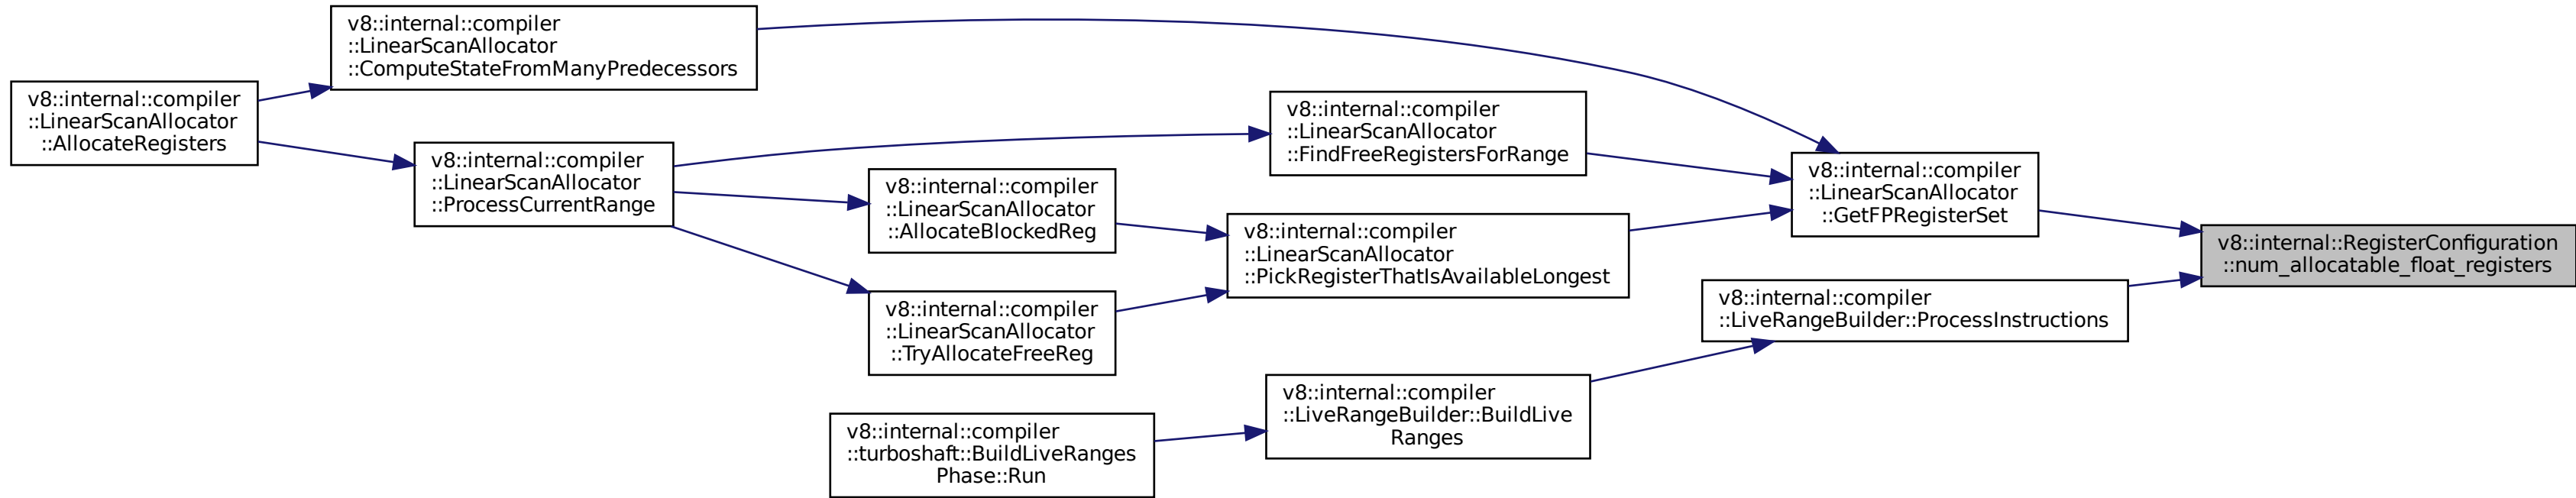 v8::internal::compiler
::LinearScanAllocator
::ComputeStateFromManyPredecessors
v8::internal::compiler
::LinearScanAllocator
::AllocateRegisters
v8::internal::compiler
::LinearScanAllocator
::ProcessCurrentRange
v8::internal::compiler
::LinearScanAllocator
::FindFreeRegistersForRange
v8::internal::compiler
::LinearScanAllocator
::AllocateBlockedReg
v8::internal::compiler
::LinearScanAllocator
::GetFPRegisterSet
v8::internal::compiler
::LinearScanAllocator
::PickRegisterThatIsAvailableLongest
v8::internal::RegisterConfiguration
::num_allocatable_float_registers
v8::internal::compiler
::LiveRangeBuilder::ProcessInstructions
v8::internal::compiler
::LinearScanAllocator
::TryAllocateFreeReg
v8::internal::compiler
::LiveRangeBuilder::BuildLive
Ranges
v8::internal::compiler
::turboshaft::BuildLiveRanges
Phase::Run